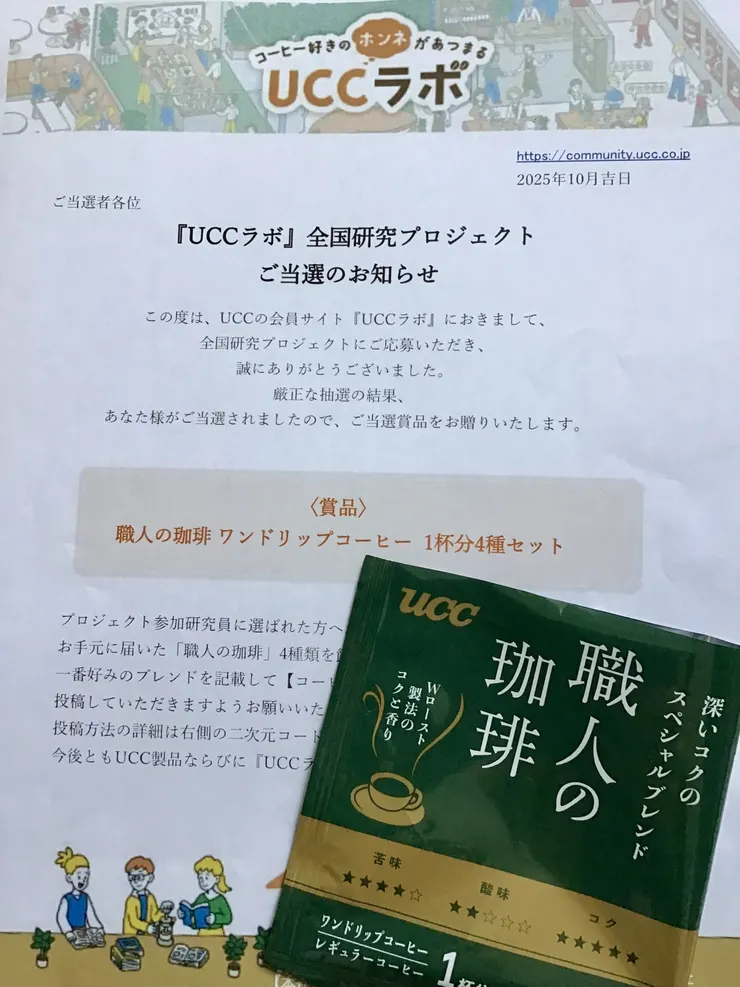 コーヒー好きのホンネがあつまる
UCCラボ
https://community.ucc.co.jp
2025年10月吉日
ご当選者各位
『UCCラボ』全国研究プロジェクト
ご当選のお知らせ
この度は、UCCの会員サイト『UCCラボ』におきまして、
全国研究プロジェクトにご応募いただき、
誠にありがとうございました。
厳正な抽選の結果、
あなた様がご当選されましたので、ご当選賞品をお贈りいたします。
〈賞品〉
職人の珈琲 ワンドリップコーヒー 1杯分4種セット
プロジェクト参加研究員に選ばれた方へ
お手元に届いた「職人の珈琲」4種類を
一番好みのブレンドを記載して【コー
投稿していただきますようお願いいた
投稿方法の詳細は右側の二次元コート
今後ともUCC製品ならびに『UCCラ
ucc
深いコクの
スペシャルブレンド
職人の
珈琲
Wロースト
製法の
コクと香り
苦味
★★★★☆
酸味
★★☆☆☆
コク
★★★★★
ワンドリップコーヒー
レギュラーコーヒー
1杯分